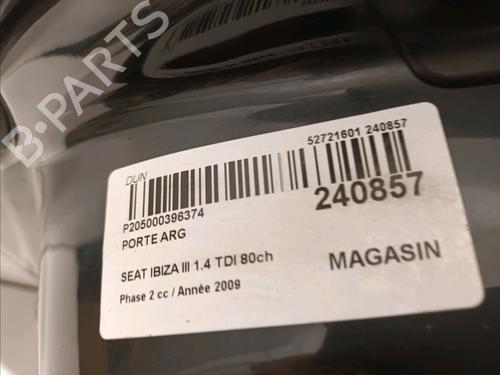 B-PARTS
DUN
52721601 240857
P205000396374
240857
PORTE ARG
SEAT IBIZA III 1.4 TDI 80ch
MAGASIN
Phase 2 cc / Année 2009